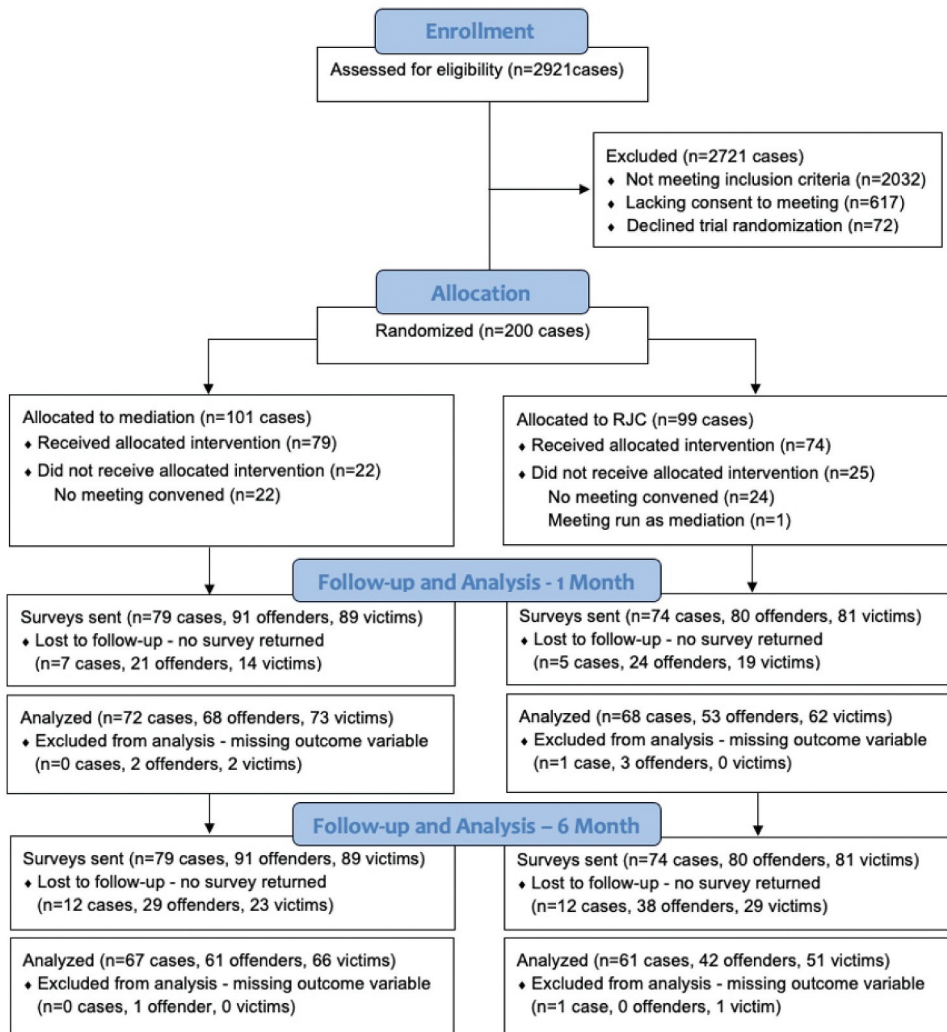 Enrollment
Assessed for eligibility (n=2921cases)
Excluded (n=2721 cases)
♦ Not meeting inclusion criteria (n=2032)
♦ Lacking consent to meeting (n=617)
♦ Declined trial randomization (n=72)
Allocation
Randomized (n=200 cases)
Allocated to mediation (n=101 cases)
♦ Received allocated intervention (n=79)
♦ Did not receive allocated intervention (n=22)
No meeting convened (n=22)
Allocated to RJC (n=99 cases)
♦ Received allocated intervention (n=74)
♦ Did not receive allocated intervention (n=25)
No meeting convened (n=24)
Meeting run as mediation (n=1)
Follow-up and Analysis - 1 Month
Surveys sent (n=79 cases, 91 offenders, 89 victims)
♦ Lost to follow-up - no survey returned
(n=7 cases, 21 offenders, 14 victims)
Surveys sent (n=74 cases, 80 offenders, 81 victims)
♦ Lost to follow-up - no survey returned
(n=5 cases, 24 offenders, 19 victims)
Analyzed (n=72 cases, 68 offenders, 73 victims)
♦ Excluded from analysis - missing outcome variable
(n=0 cases, 2 offenders, 2 victims)
Analyzed (n=68 cases, 53 offenders, 62 victims)
♦ Excluded from analysis - missing outcome variable
(n=1 case, 3 offenders, 0 victims)
Follow-up and Analysis – 6 Month
Surveys sent (n=79 cases, 91 offenders, 89 victims)
♦ Lost to follow-up - no survey returned
(n=12 cases, 29 offenders, 23 victims)
Surveys sent (n=74 cases, 80 offenders, 81 victims)
♦ Lost to follow-up - no survey returned
(n=12 cases, 38 offenders, 29 victims)
Analyzed (n=67 cases, 61 offenders, 66 victims)
♦ Excluded from analysis - missing outcome variable
(n=0 cases, 1 offender, 0 victims)
Analyzed (n=61 cases, 42 offenders, 51 victims)
♦ Excluded from analysis - missing outcome variable
(n=1 case, 0 offenders, 1 victim)